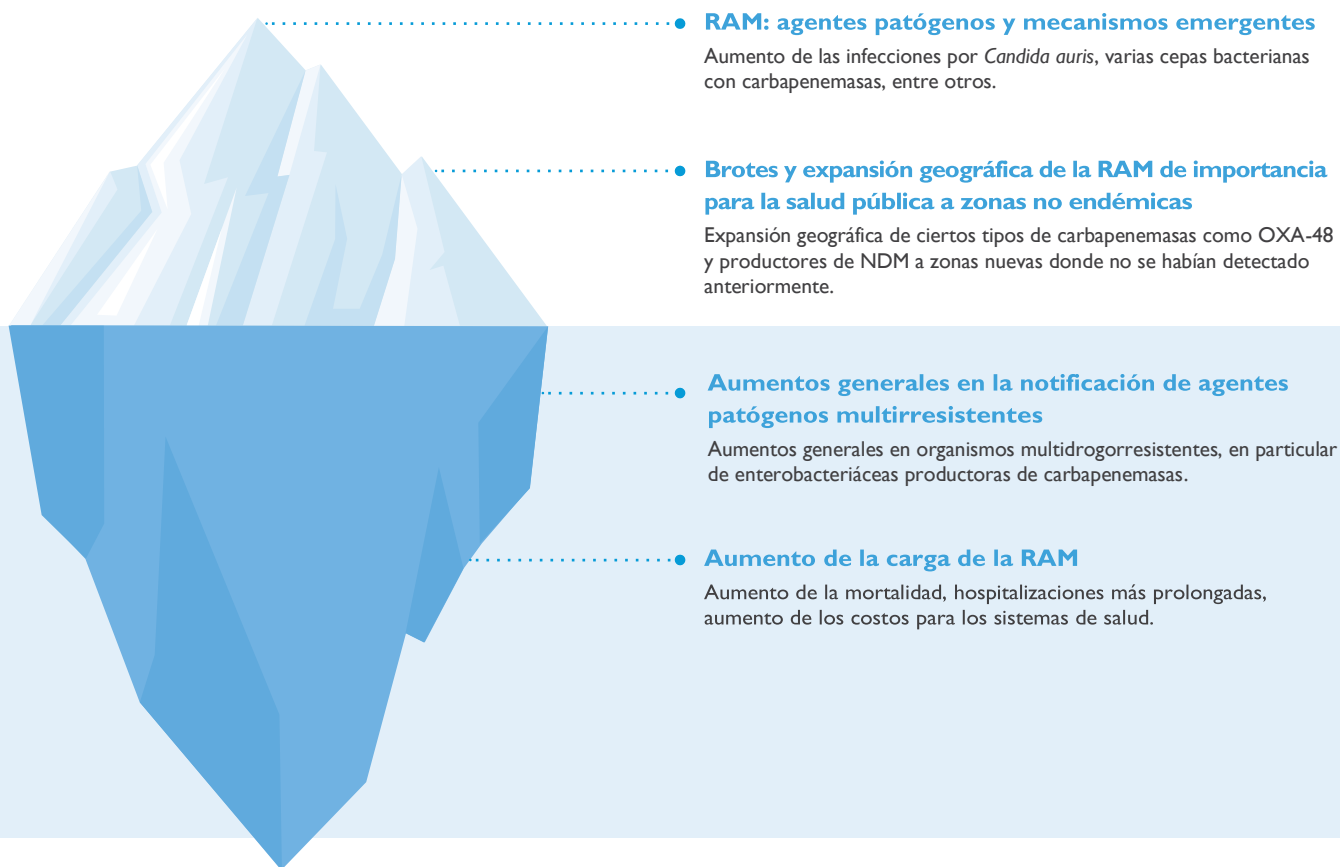 RAM: agentes patógenos y mecanismos emergentes
Aumento de las infecciones por Candida auris, varias cepas bacterianas
con carbapenemasas, entre otros.
Brotes y expansión geográfica de la RAM de importancia
para la salud pública a zonas no endémicas
Expansión geográfica de ciertos tipos de carbapenemasas como OXA-48
y productores de NDM a zonas nuevas donde no se habían detectado
anteriormente.
Aumentos generales en la notificación de agentes
patógenos multirresistentes
Aumentos generales en organismos multidrogorresistentes, en particular
de enterobacteriáceas productoras de carbapenemasas.
Aumento de la carga de la RAM
Aumento de la mortalidad, hospitalizaciones más prolongadas,
aumento de los costos para los sistemas de salud.